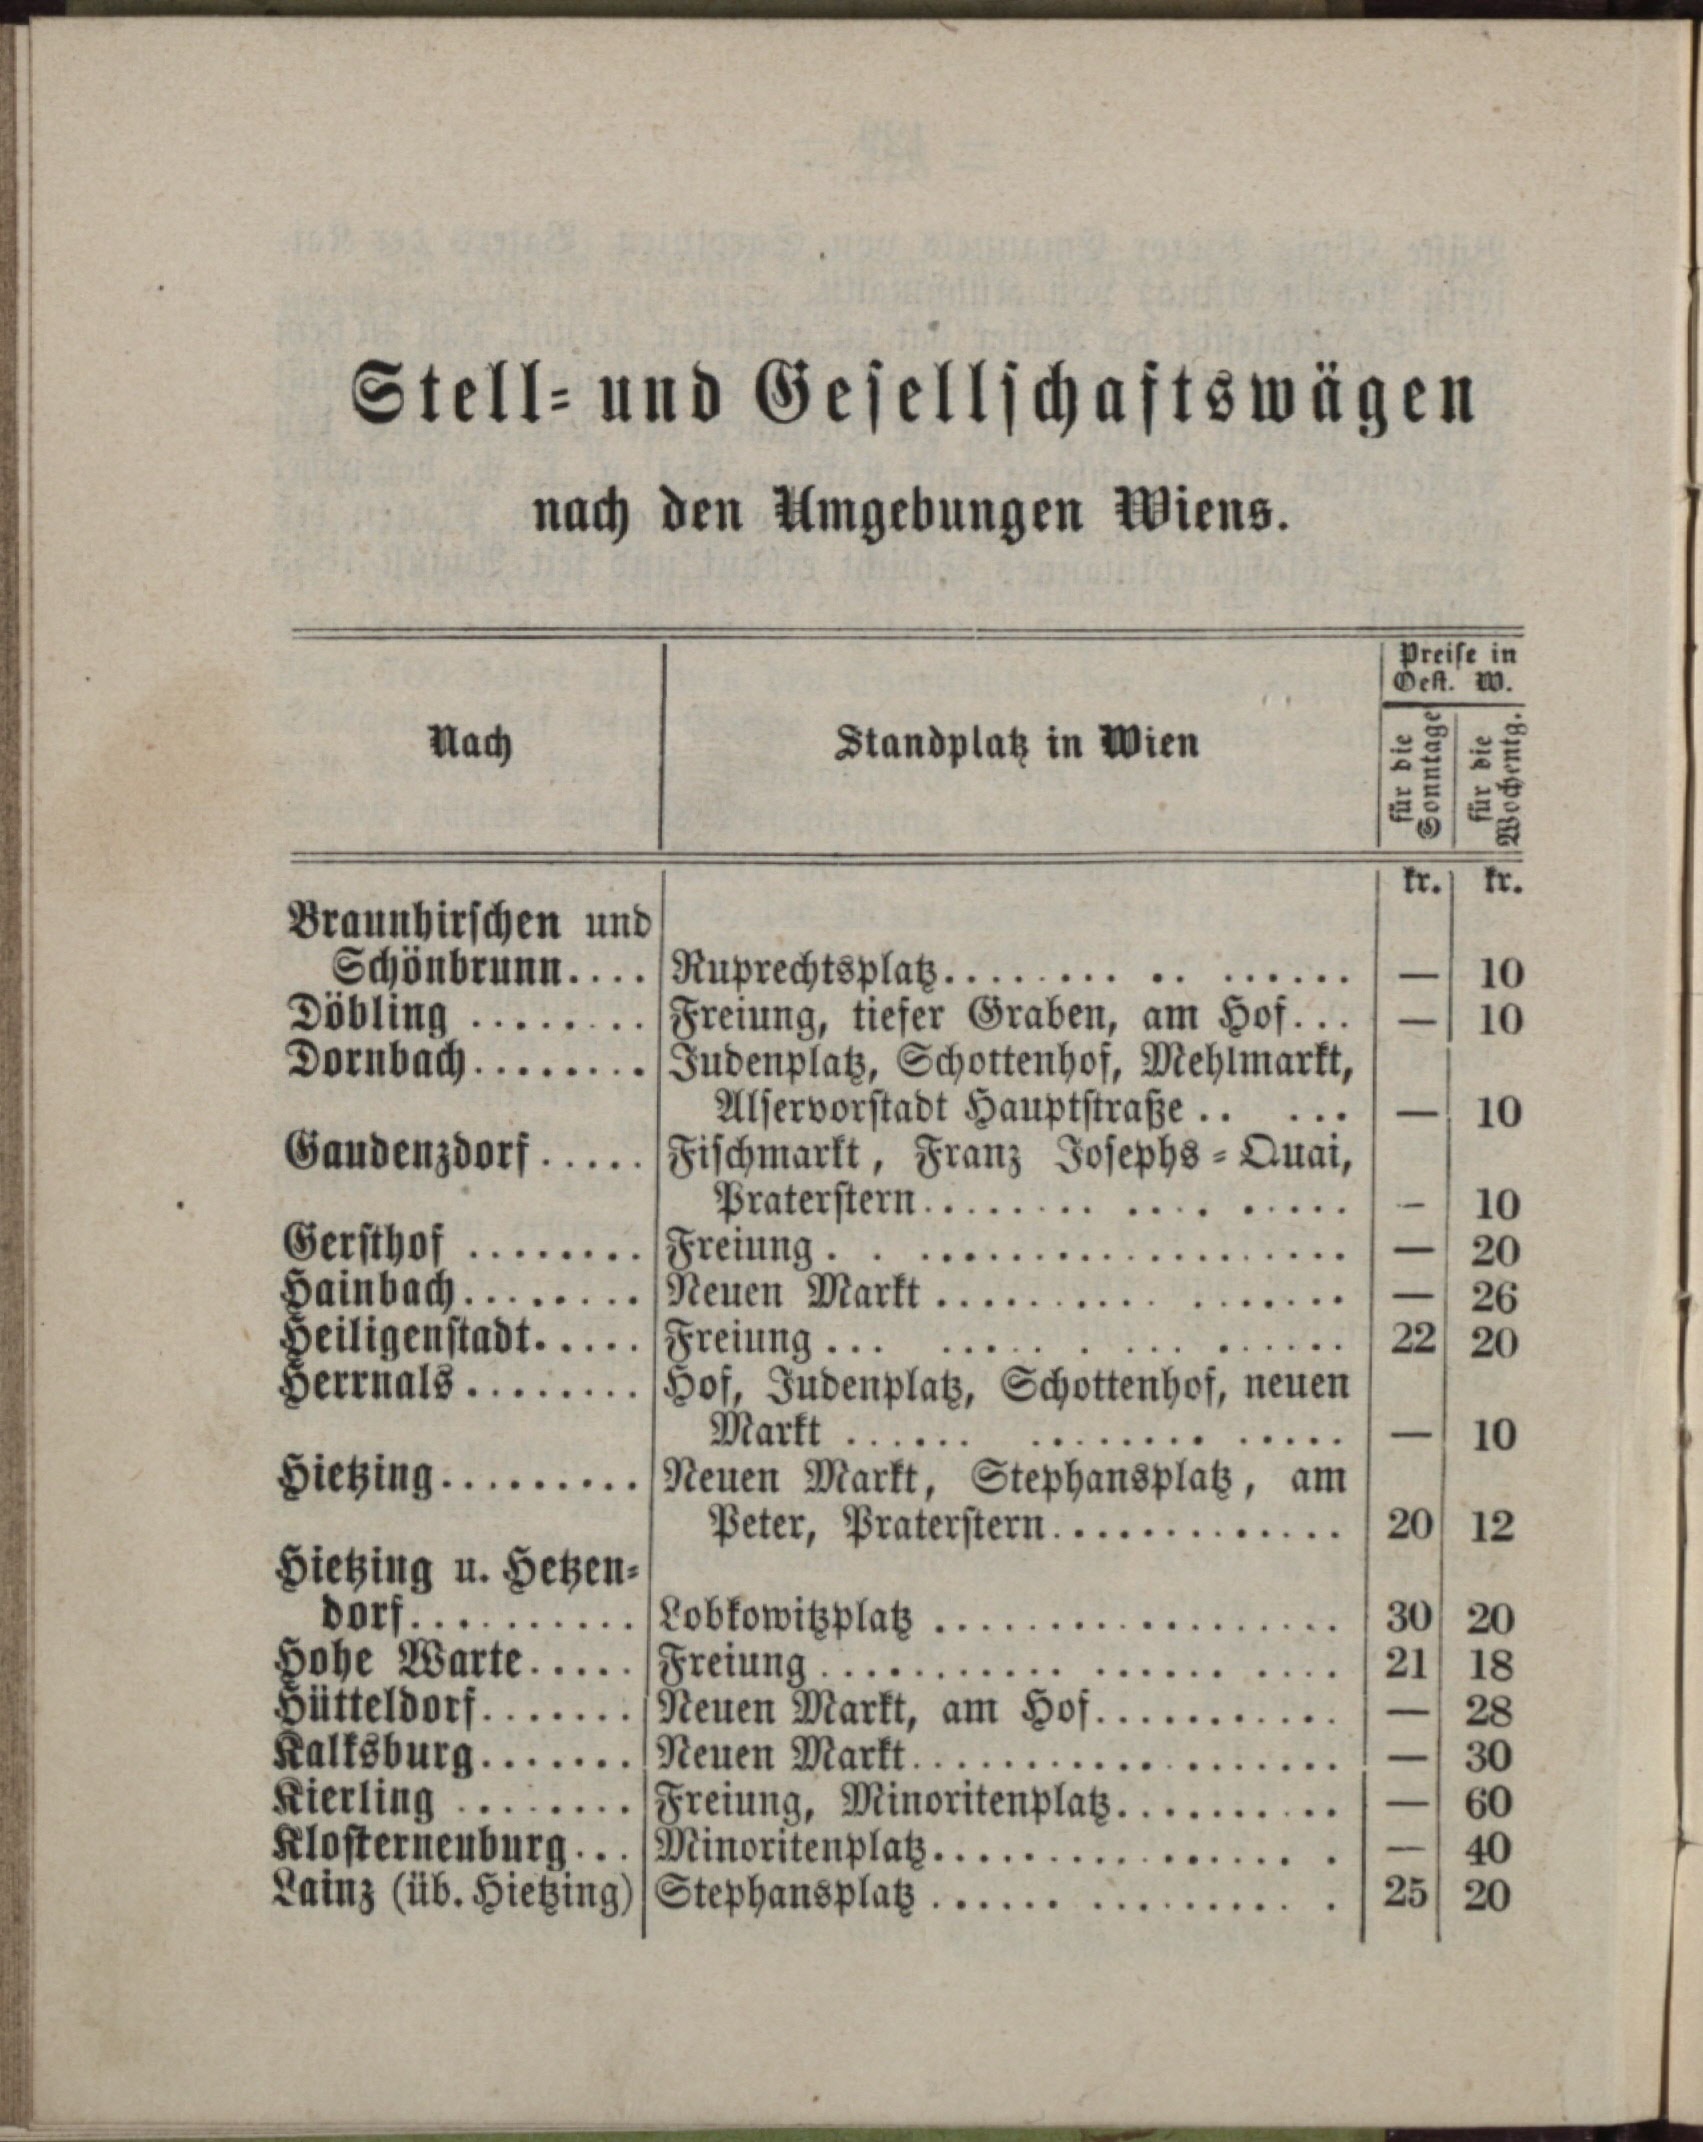 Stell- und Gesellschaftswägen
nach den Umgebungen Wiens.
Preise in
Oest. W.
Nach Standplatz in Wien für die Sonntage für die Wochentg.
kr. kr.
Braunhirschen und
Schönbrunn.... Ruprechtsplatz................ — 10
Döbling ........ Freiung, tiefer Graben, am Hof... — 10
Dornbach........ Judenplatz, Schottenhof, Mehlmarkt,
Alservorstadt Hauptstraße.. ... — 10
Gaudenzdorf..... Fischmarkt, Franz Josephs-Quai,
Praterstern................. – 10
Gersthof ........ Freiung..................... — 20
Hainbach........ Neuen Markt................. — 26
Heiligenstadt..... Freiung................. 22 20
Herrnals........ Hof, Judenplatz, Schottenhof, neuen
Markt ................... — 10
Hietzing......... Neuen Markt, Stephansplatz, am
Peter, Praterstern............. 20 12
Hietzing u. Hetzen-
dorf.......... Lobkowitzplatz .................. 30 20
Hohe Warte..... Freiung..................... 21 18
Hütteldorf....... Neuen Markt, am Hof........... — 28
Kalksburg....... Neuen Markt................... — 30
Kierling ........ Freiung, Minoritenplatz.......... — 60
Klosterneuburg... Minoritenplatz................. — 40
Lainz (üb. Hietzing) Stephansplatz ................ 25 20